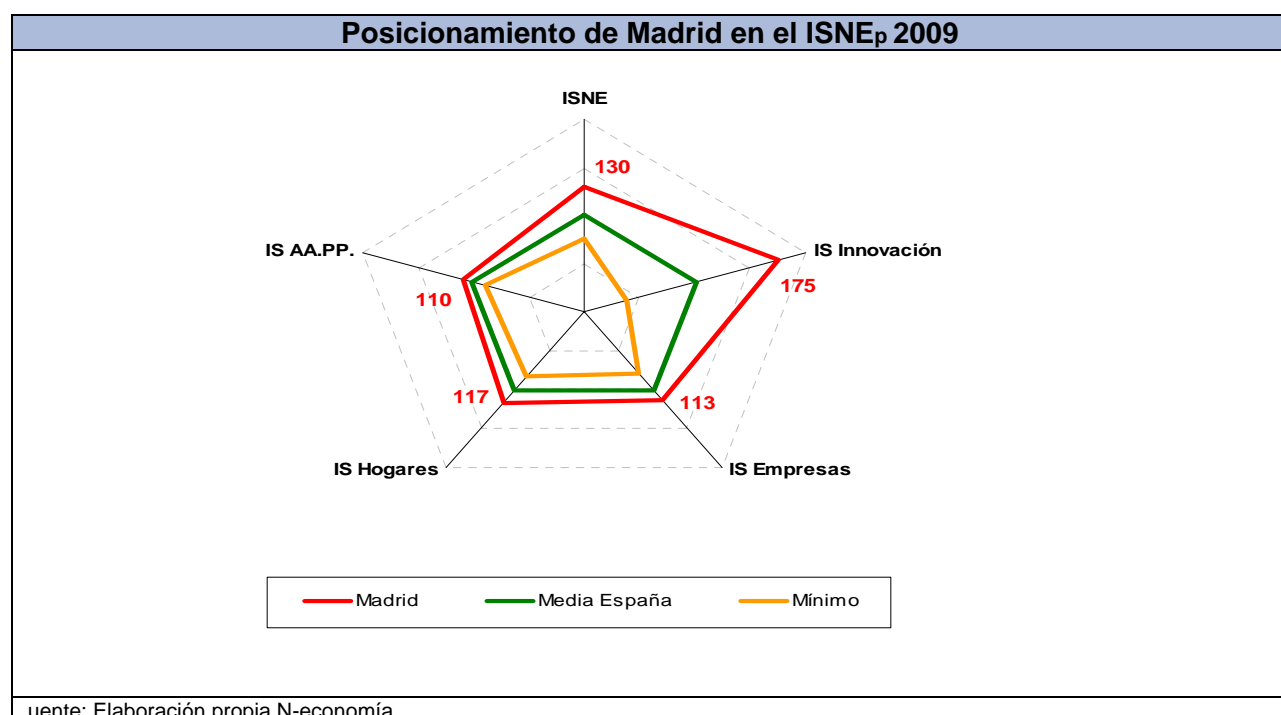 Posicionamiento de Madrid en el ISNEp 2009
ISNE
130
IS AA.PP.
IS Innovación
110
175
117
113
IS Hogares
IS Empresas
Madrid
Media España
Mínimo
uente: Elaboración propia N-economía